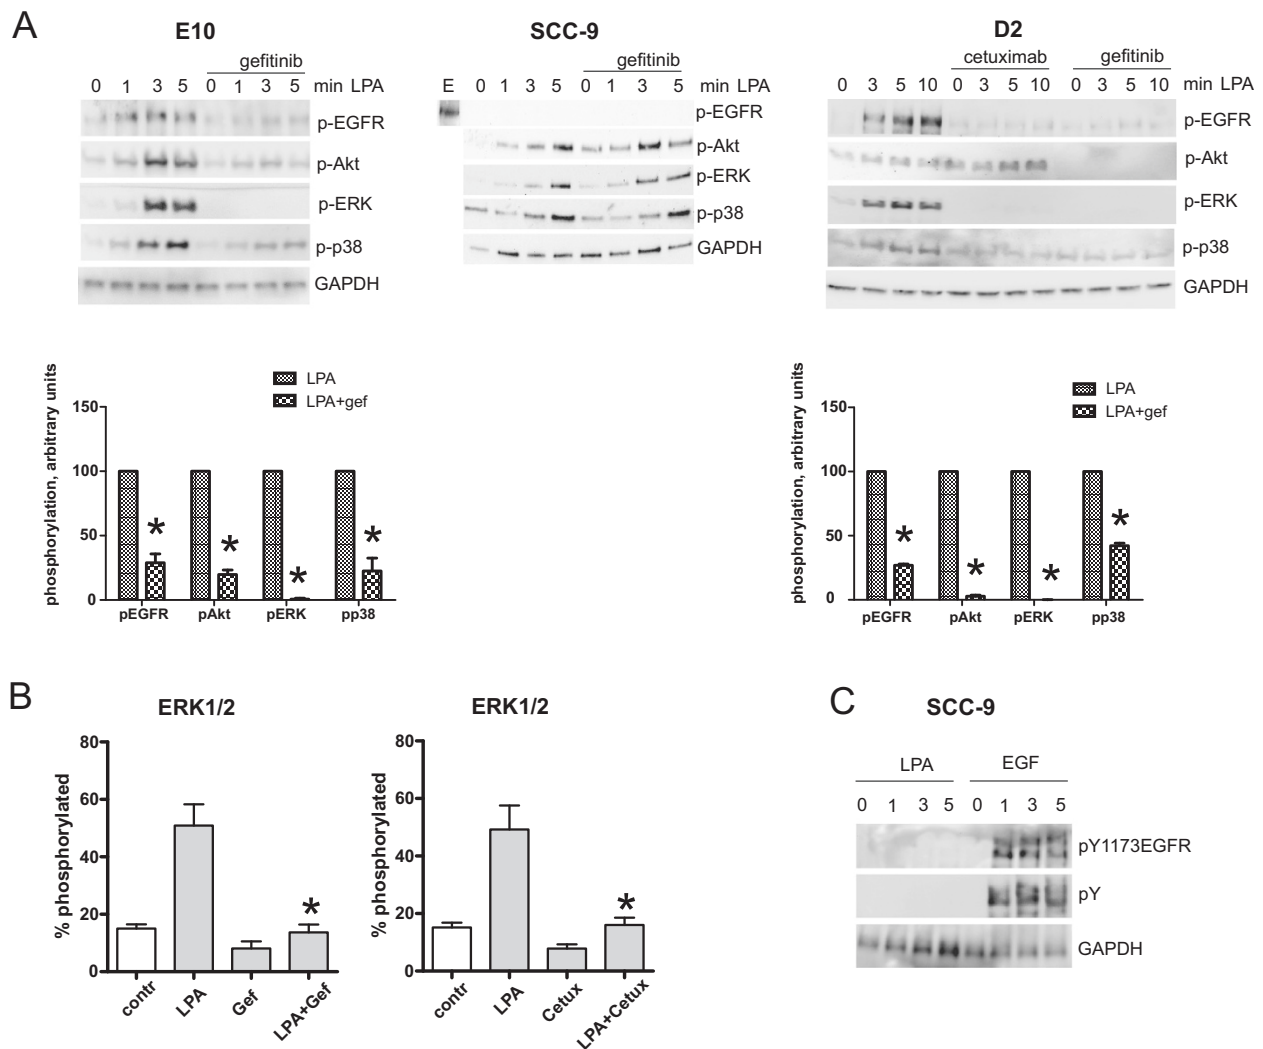 A
E10
gefitinib
0 1 3 5 0 1 3 5 min LPA
p-EGFR
p-Akt
p-ERK
p-p38
GAPDH
SCC-9
gefitinib
E 0 1 3 5 0 1 3 5 min LPA
p-EGFR
p-Akt
p-ERK
p-p38
GAPDH
D2
cetuximab gefitinib
0 3 5 10 0 3 5 10 0 3 5 10 min LPA
p-EGFR
p-Akt
p-ERK
p-p38
GAPDH
phosphorylation, arbitrary units
LPA
LPA+gef
150
100
50
0
* * * *
pEGFR pAkt pERK pp38
phosphorylation, arbitrary units
LPA
LPA+gef
150
100
50
0
* * * *
pEGFR pAkt pERK pp38
B
ERK1/2
% phosphorylated
80
60
40
20
0
*
contr LPA Gef LPA+Gef
ERK1/2
% phosphorylated
80
60
40
20
0
*
contr LPA Cetux LPA+Cetux
C
SCC-9
LPA EGF
0 1 3 5 0 1 3 5
pY1173EGFR
pY
GAPDH